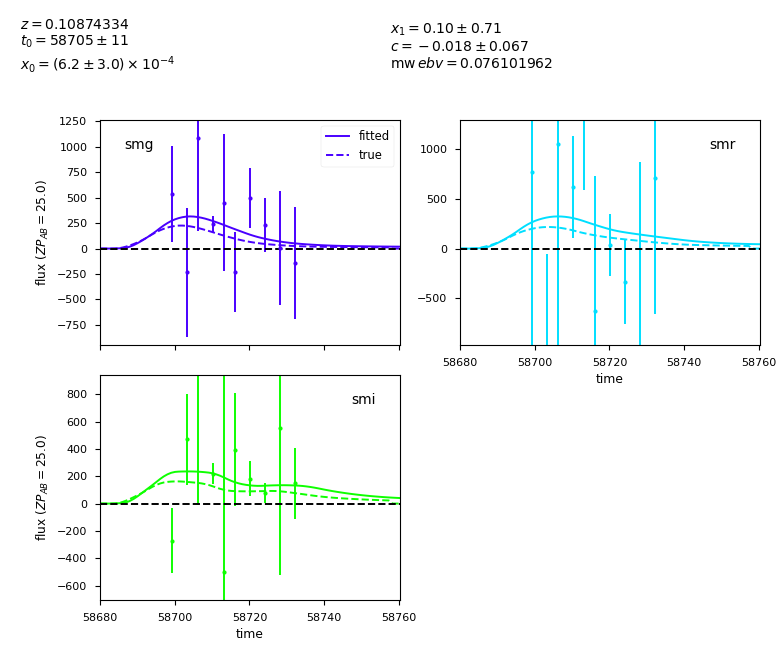 z = 0.10874334
t₀ = 58705 ± 11
x₀ = (6.2 ± 3.0) × 10⁻⁴
x₁ = 0.10 ± 0.71
c = −0.018 ± 0.067
mw ebv = 0.076101962
smg
fitted
true
1250
1000
750
500
250
0
−250
−500
−750
flux (ZP_AB = 25.0)
smr
1000
500
0
−500
58680 58700 58720 58740 58760
time
smi
800
600
400
200
0
−200
−400
−600
flux (ZP_AB = 25.0)
58680 58700 58720 58740 58760
time